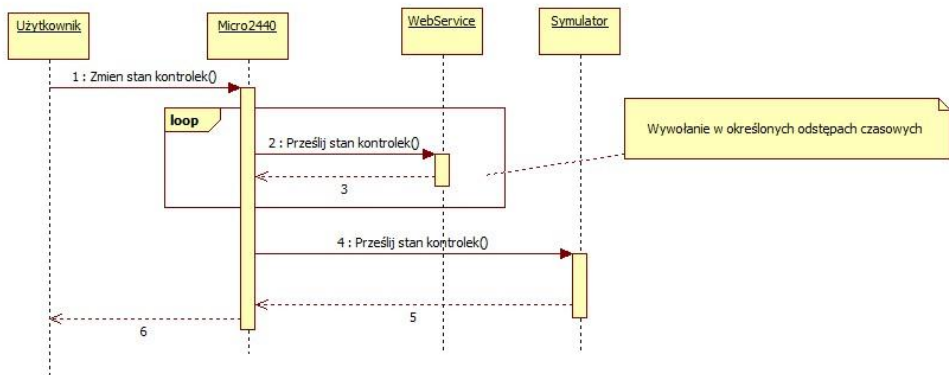 Użytkownik
Micro2440
WebService
Symulator
1 : Zmien stan kontrolek()
loop
Wywołanie w określonych odstępach czasowych
2 : Prześlij stan kontrolek()
3
4 : Prześlij stan kontrolek()
5
6